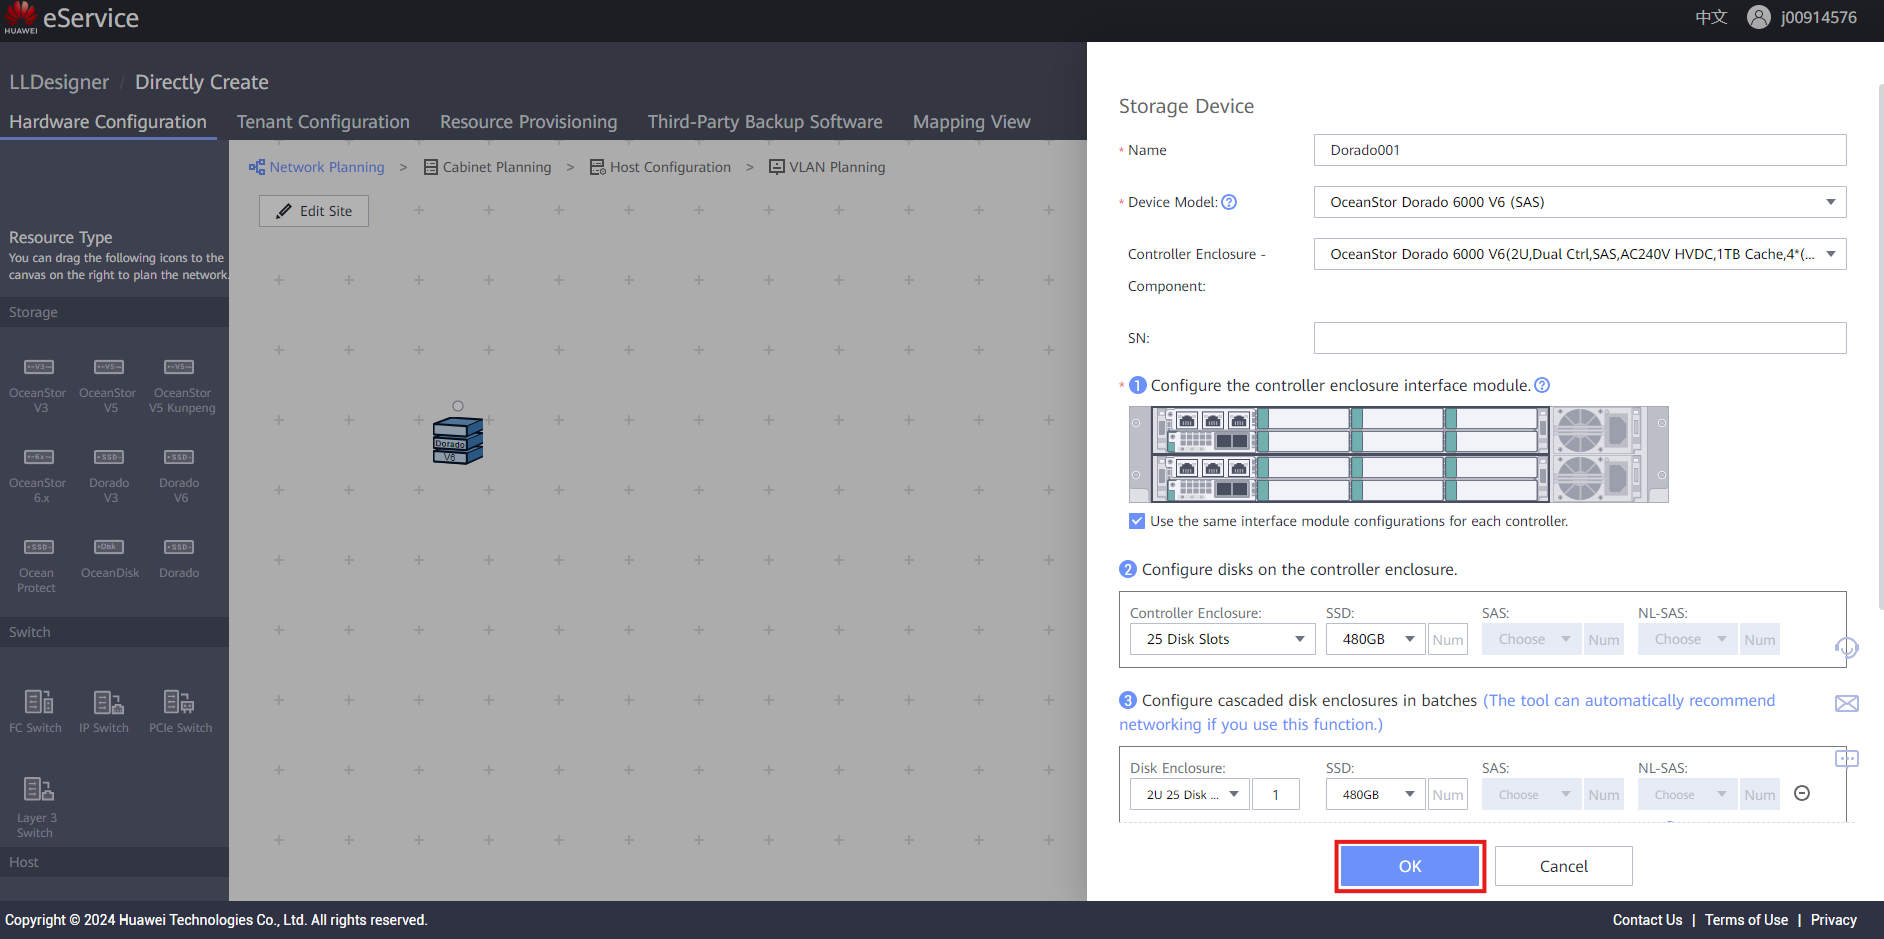 HUAWEI eService
中文 j00914576
LLDesigner / Directly Create
Hardware Configuration Tenant Configuration Resource Provisioning Third-Party Backup Software Mapping View
Network Planning > Cabinet Planning > Host Configuration > VLAN Planning
Edit Site
Resource Type
You can drag the following icons to the
canvas on the right to plan the network.
Storage
-V3- -V5- -V5-
OceanStor OceanStor OceanStor
V3 V5 V5 Kunpeng
-6x- SSD SSD
OceanStor Dorado Dorado
6.x V3 V6
SSD Disk SSD
Ocean OceanDisk Dorado
Protect
Switch
FC Switch IP Switch PCIe Switch
Layer 3
Switch
Host
Dorado
V6
Storage Device
* Name Dorado001
* Device Model: ? OceanStor Dorado 6000 V6 (SAS)
Controller Enclosure - OceanStor Dorado 6000 V6(2U,Dual Ctrl,SAS,AC240V HVDC,1TB Cache,4*(...
Component:
SN:
* 1 Configure the controller enclosure interface module. ?
Use the same interface module configurations for each controller.
2 Configure disks on the controller enclosure.
Controller Enclosure: SSD: SAS: NL-SAS:
25 Disk Slots 480GB Num Choose Num Choose Num
3 Configure cascaded disk enclosures in batches (The tool can automatically recommend
networking if you use this function.)
Disk Enclosure: SSD: SAS: NL-SAS:
2U 25 Disk ... 1 480GB Num Choose Num Choose Num
OK Cancel
Copyright © 2024 Huawei Technologies Co., Ltd. All rights reserved. Contact Us | Terms of Use | Privacy